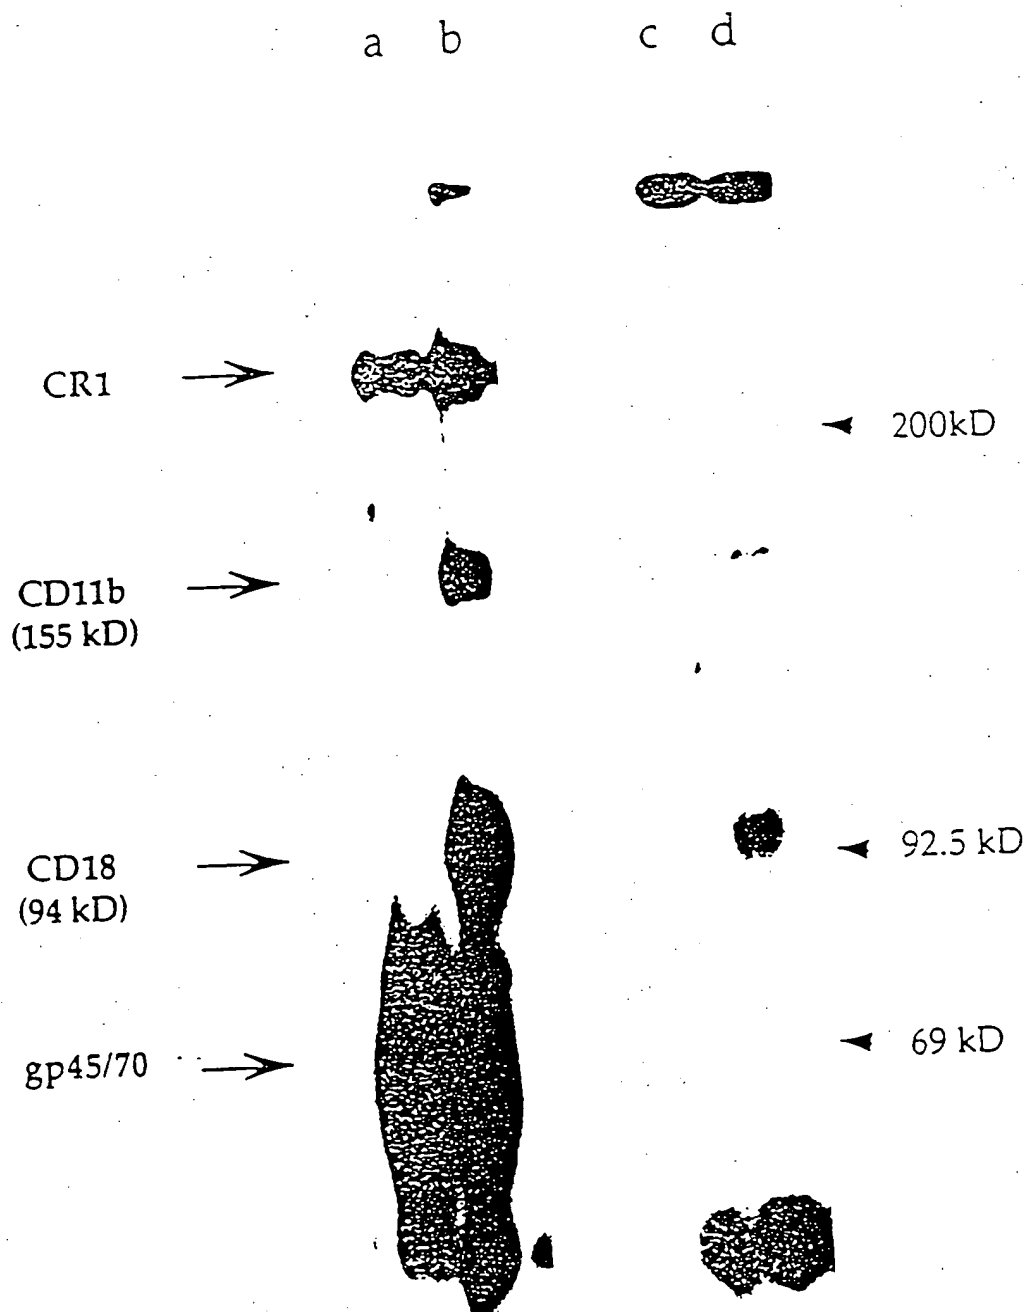 a b c d
CR1
200kD
CD11b
(155 kD)
92.5 kD
CD18
(94 kD)
69 kD
gp45/70